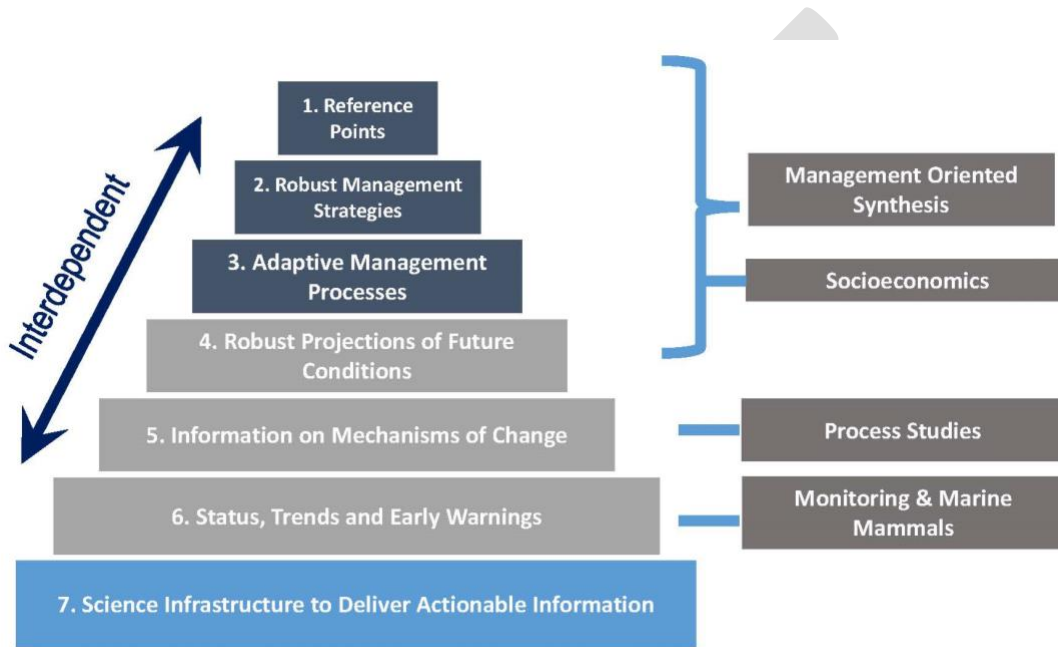 1. Reference
Points
2. Robust Management
Strategies
3. Adaptive Management
Processes
4. Robust Projections of Future
Conditions
5. Information on Mechanisms of Change
6. Status, Trends and Early Warnings
7. Science Infrastructure to Deliver Actionable Information
Interdependent
Management Oriented
Synthesis
Socioeconomics
Process Studies
Monitoring & Marine
Mammals